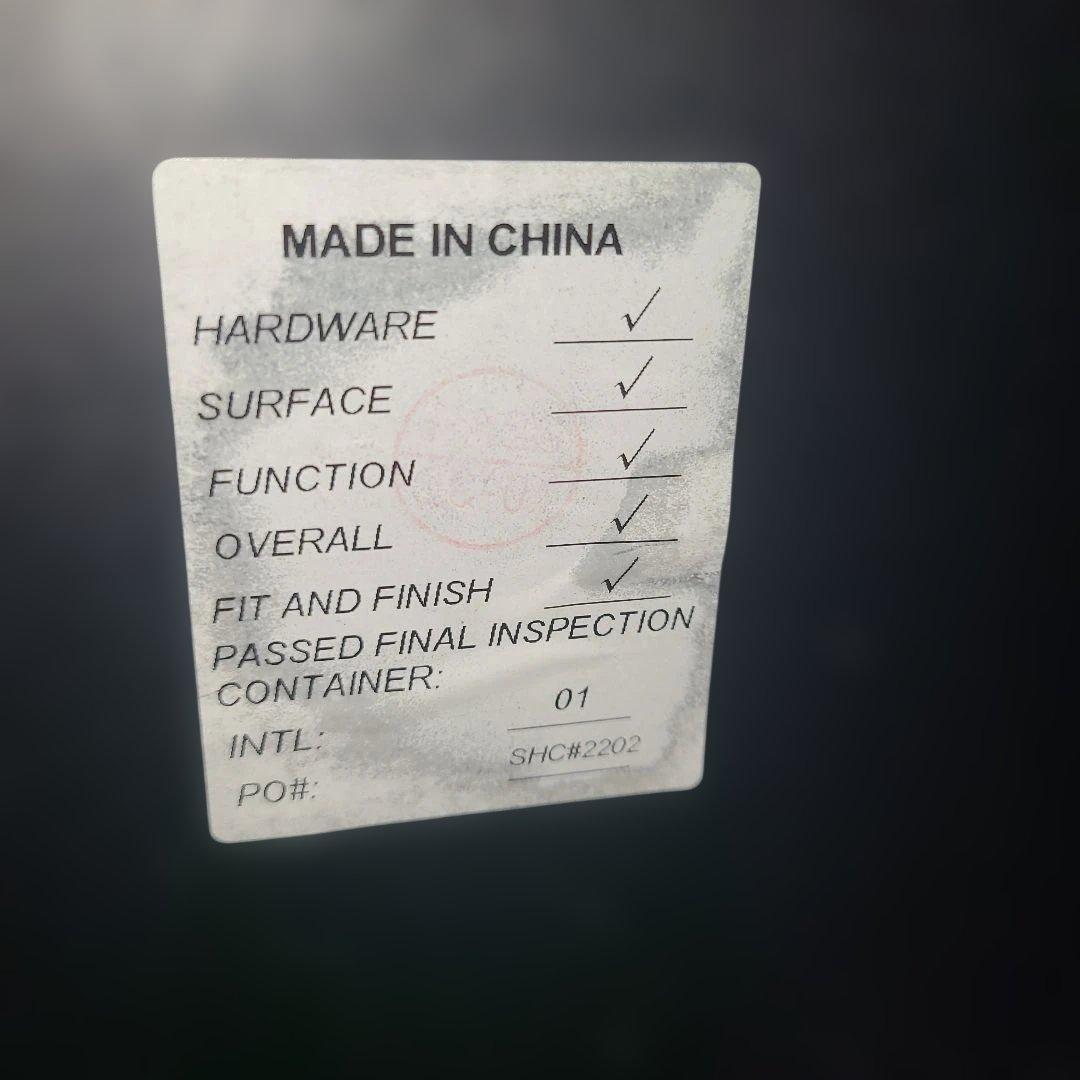 MADE IN CHINA
HARDWARE ✓
SURFACE ✓
FUNCTION ✓
OVERALL ✓
FIT AND FINISH ✓
PASSED FINAL INSPECTION
CONTAINER:
INTL: 01
PO#: SHC#2202